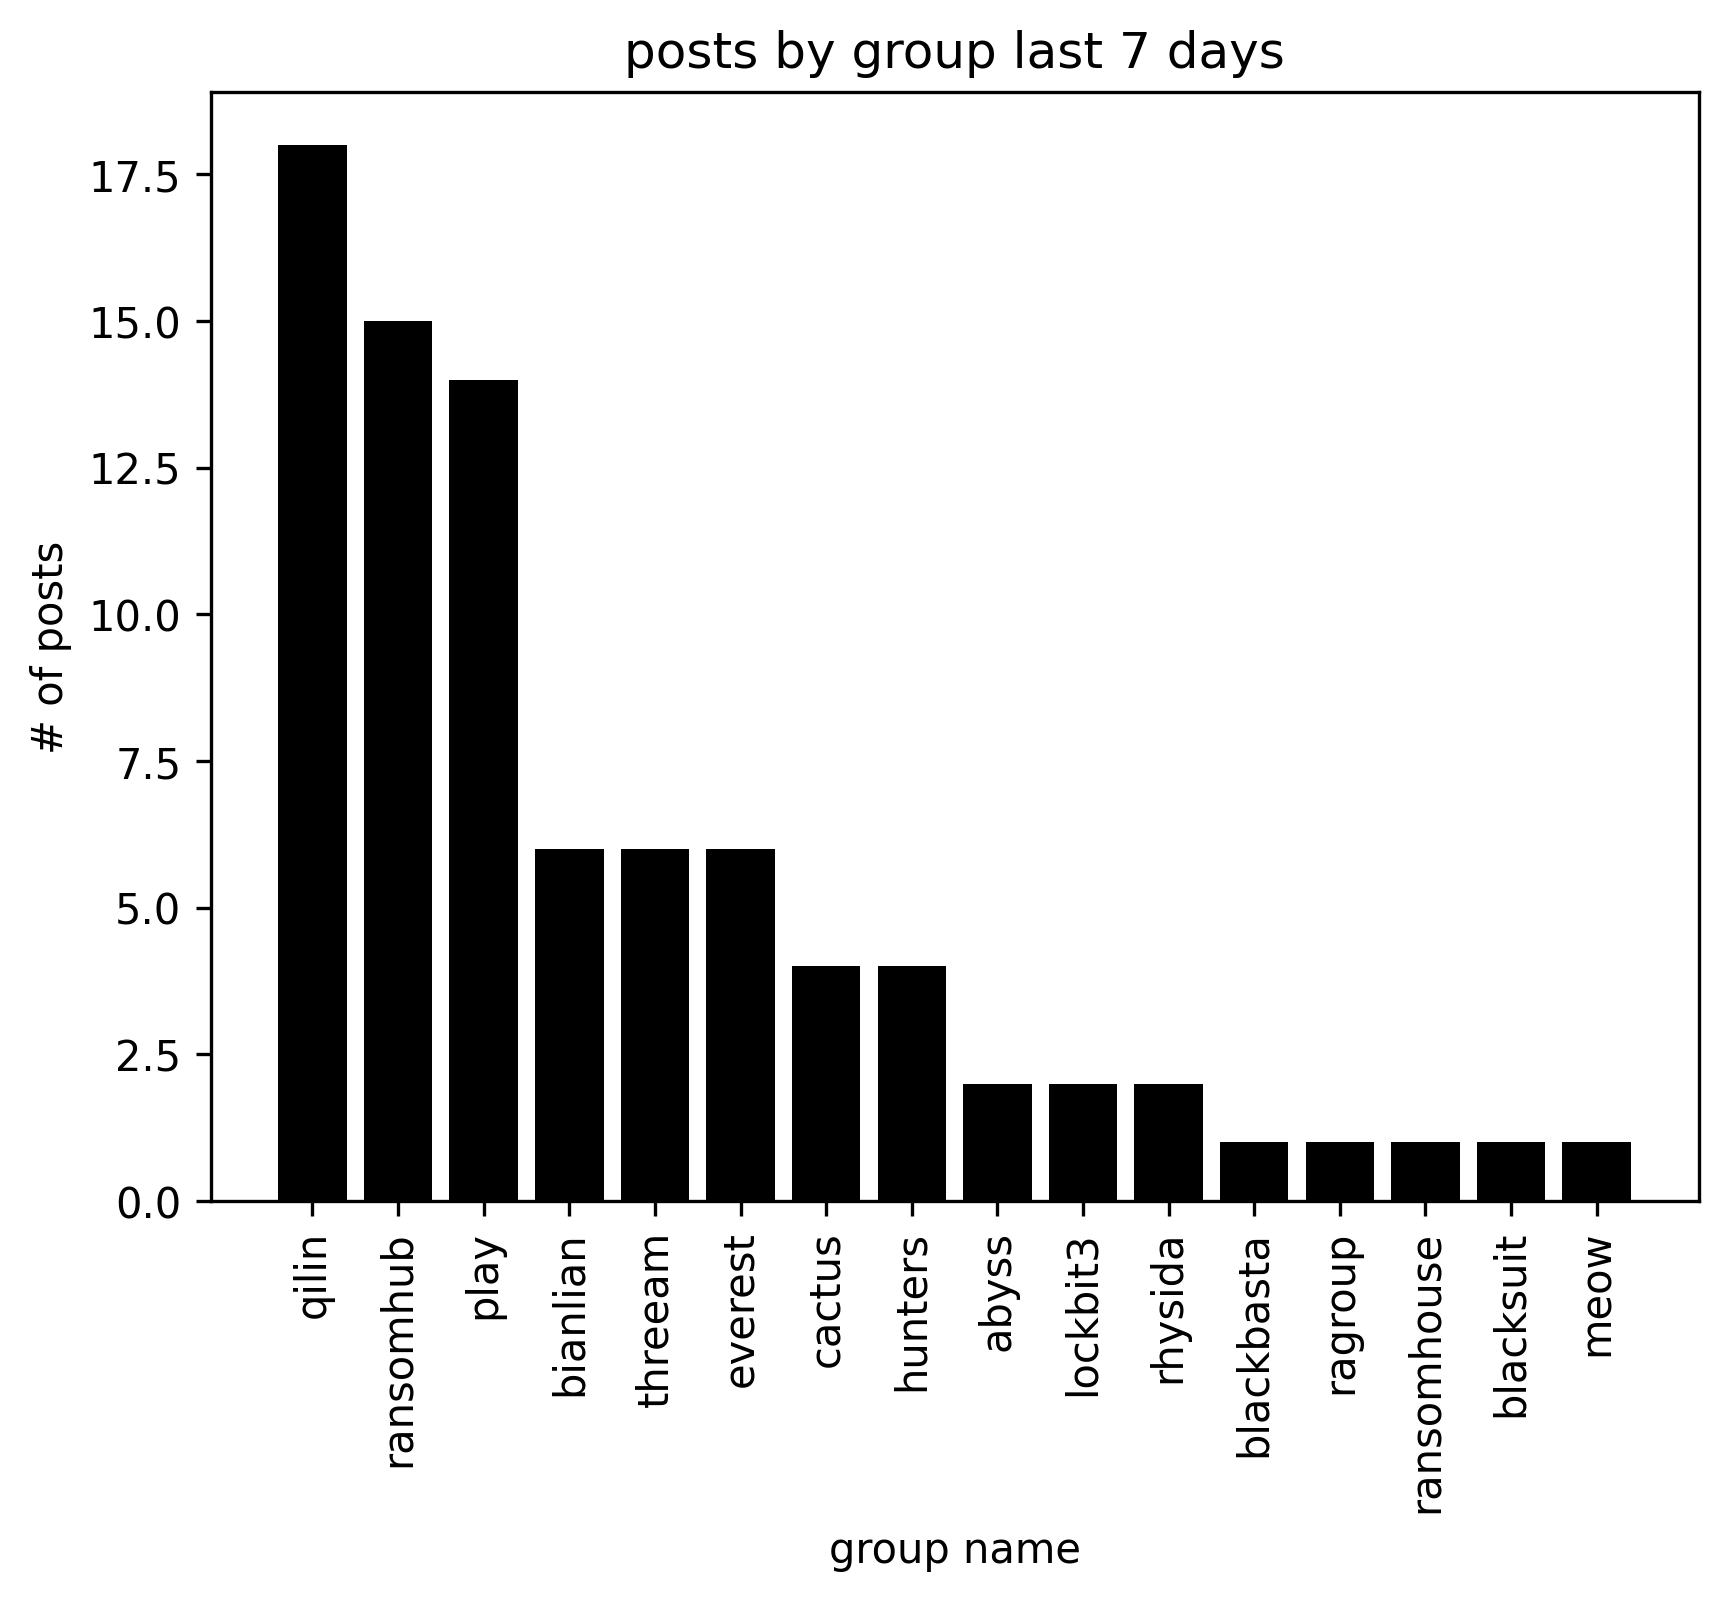 posts by group last 7 days
# of posts
17.5
15.0
12.5
10.0
7.5
5.0
2.5
0.0
qilin
ransomhub
play
bianlian
threeam
everest
cactus
hunters
abyss
lockbit3
rhysida
blackbasta
ragroup
ransomhouse
blacksuit
meow
group name